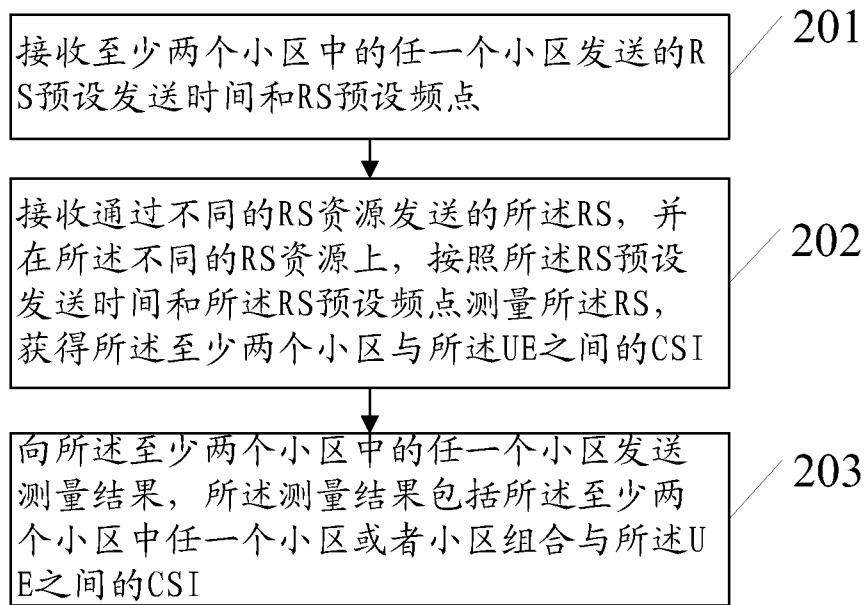 接收至少两个小区中的任一个小区发送的R
S预设发送时间和RS预设频点
201
接收通过不同的RS资源发送的所述RS，并
在所述不同的RS资源上，按照所述RS预设
发送时间和所述RS预设频点测量所述RS，
获得所述至少两个小区与所述UE之间的CSI
202
向所述至少两个小区中的任一个小区发送
测量结果，所述测量结果包括所述至少两
个小区中任一个小区或者小区组合与所述U
E之间的CSI
203